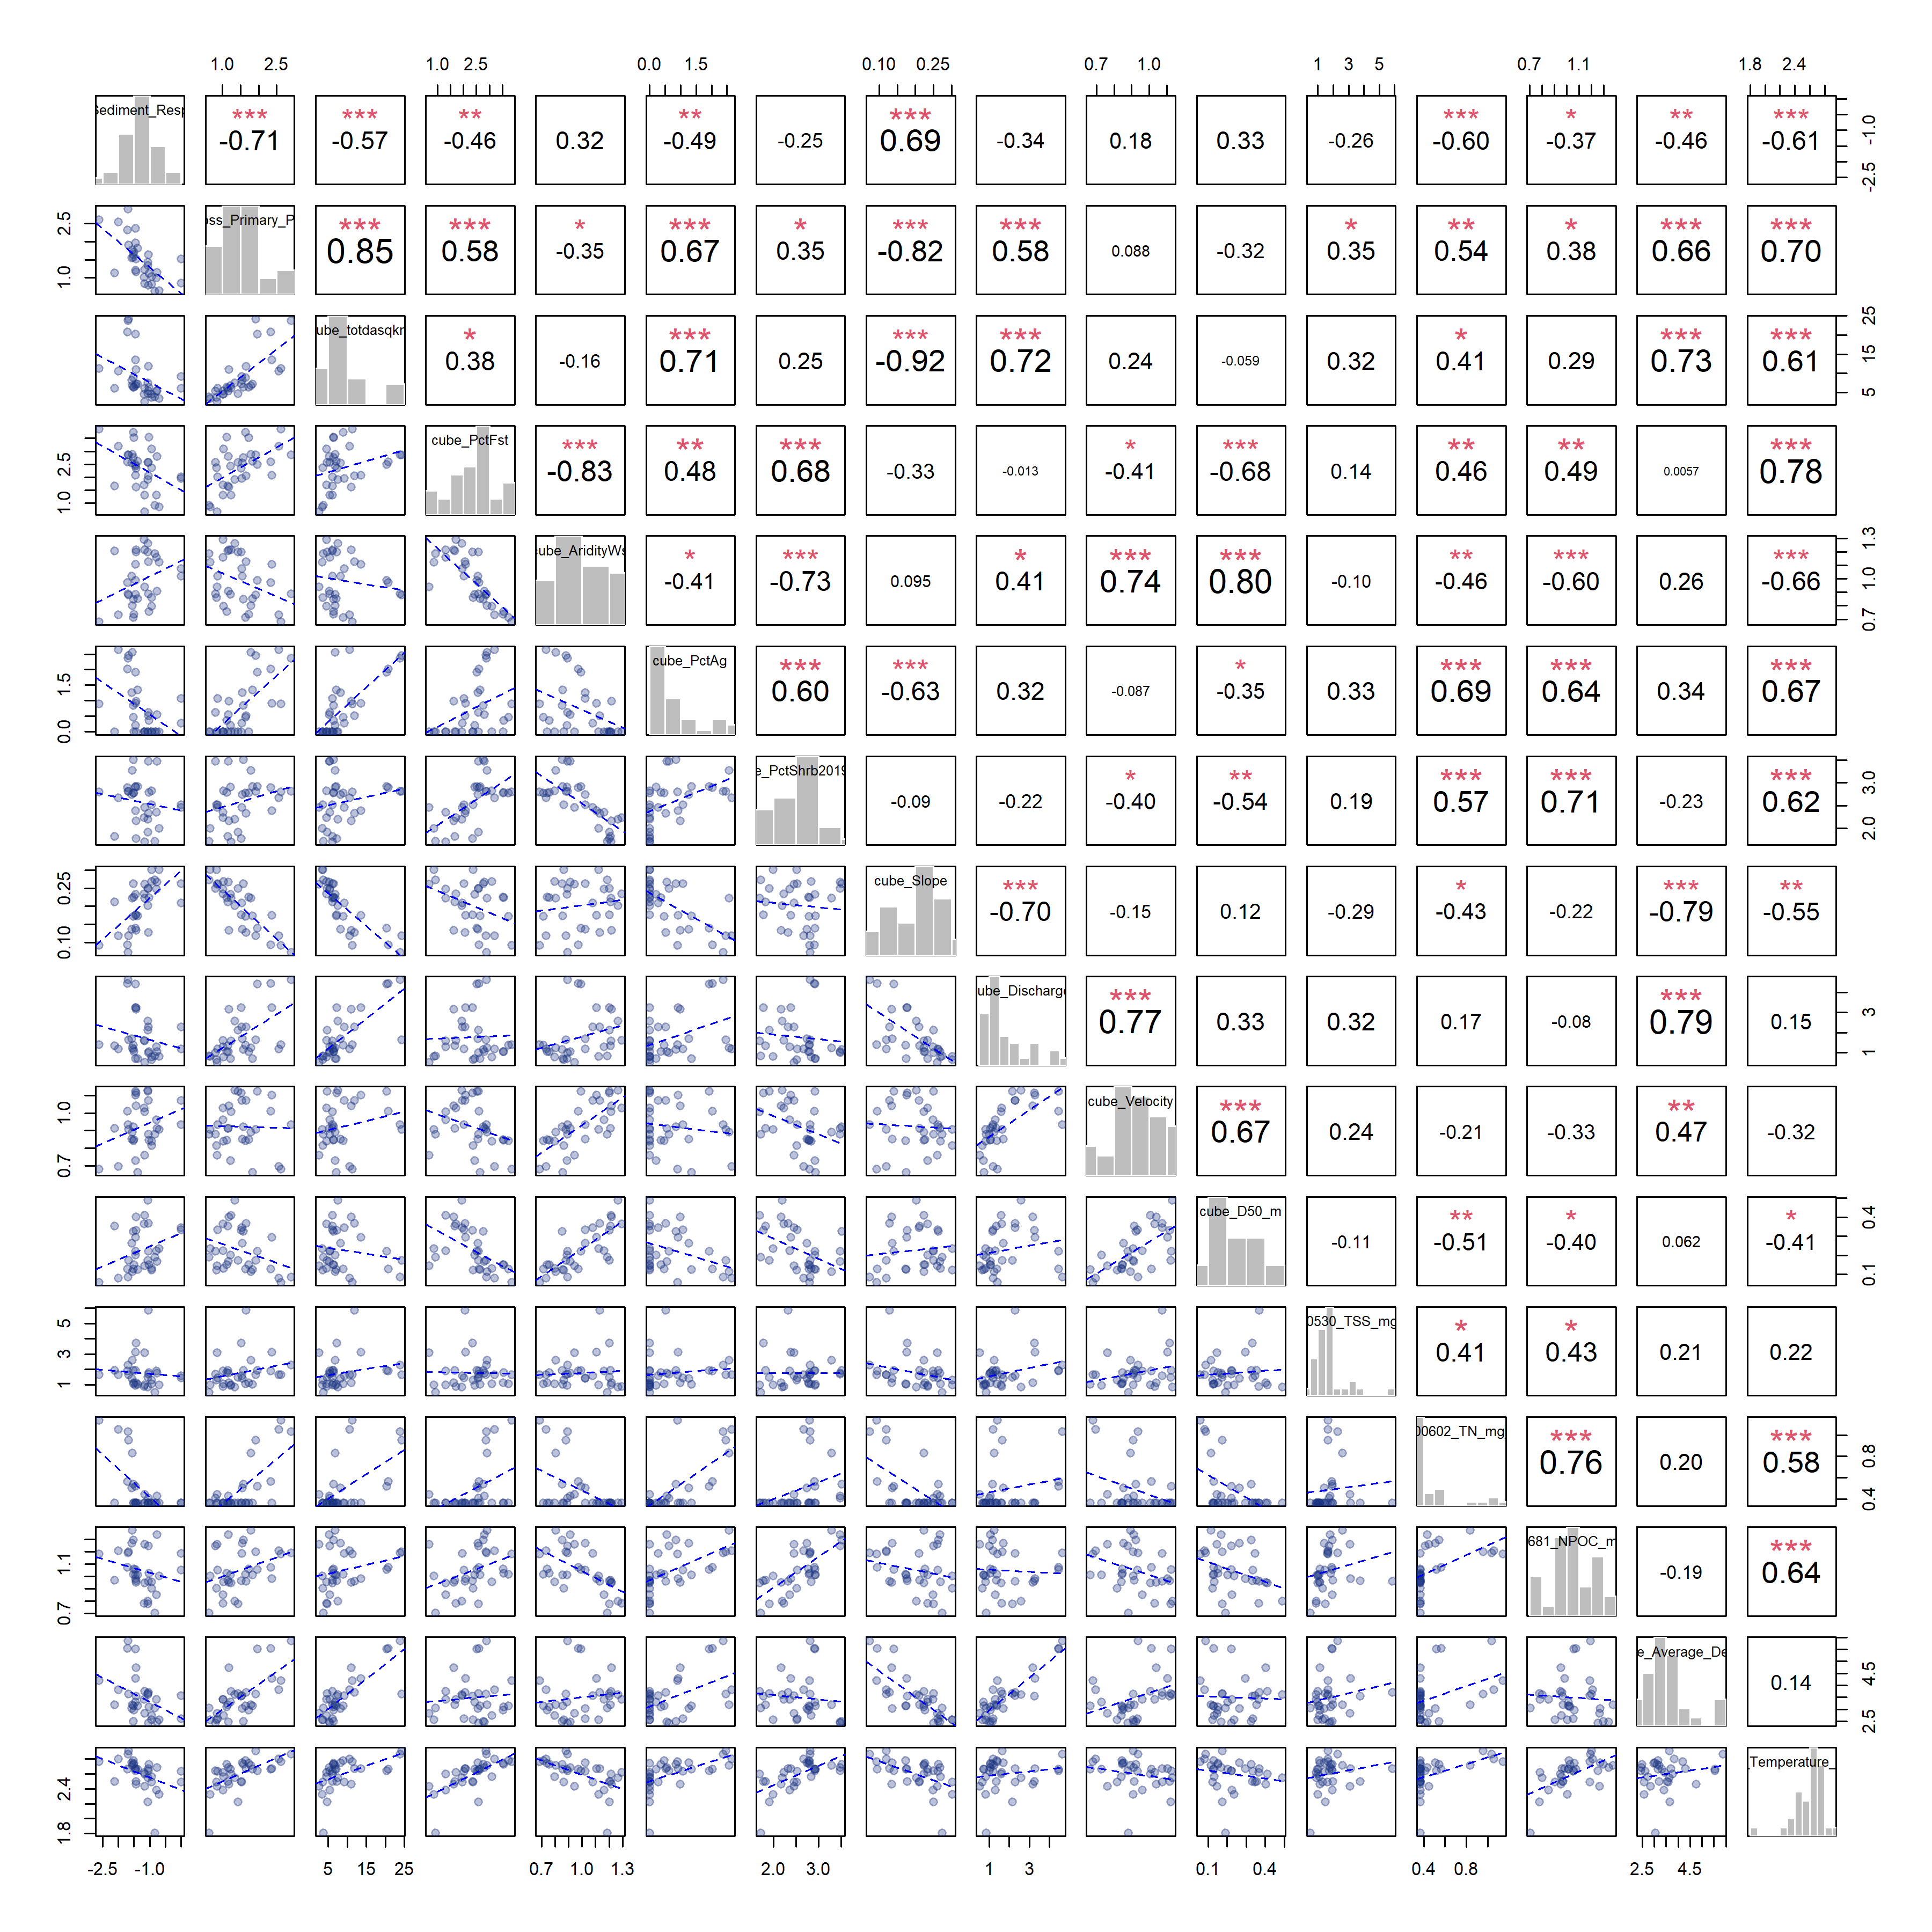 1.0 2.5 1.0 2.5 0.0 1.5 0.10 0.25 0.7 1.0 1 3 5 0.7 1.1 1.8 2.4
Sediment_Resp *** -0.71 *** -0.57 ** -0.46 0.32 ** -0.49 -0.25 *** 0.69 -0.34 0.18 0.33 -0.26 *** -0.60 * -0.37 ** -0.46 *** -0.61 -2.5 -1.0
1.0 2.5 oss_Primary_P *** 0.85 *** 0.58 * -0.35 *** 0.67 * 0.35 *** -0.82 *** 0.58 0.088 -0.32 * 0.35 ** 0.54 * 0.38 *** 0.66 *** 0.70
ube_totdasqkm * 0.38 -0.16 *** 0.71 0.25 *** -0.92 *** 0.72 0.24 -0.059 0.32 * 0.41 0.29 *** 0.73 *** 0.61 5 15 25
1.0 2.5 cube_PctFst *** -0.83 ** 0.48 *** 0.68 -0.33 -0.013 * -0.41 *** -0.68 0.14 ** 0.46 ** 0.49 0.0057 *** 0.78
cube_AridityWs * -0.41 *** -0.73 0.095 * 0.41 *** 0.74 *** 0.80 -0.10 ** -0.46 *** -0.60 0.26 *** -0.66 0.7 1.0 1.3
0.0 1.5 cube_PctAg *** 0.60 *** -0.63 0.32 -0.087 * -0.35 0.33 *** 0.69 *** 0.64 0.34 *** 0.67
e_PctShrb2019 -0.09 -0.22 * -0.40 ** -0.54 0.19 *** 0.57 *** 0.71 -0.23 *** 0.62 2.0 3.0
0.10 0.25 cube_Slope *** -0.70 -0.15 0.12 -0.29 * -0.43 -0.22 *** -0.79 ** -0.55
ube_Discharge *** 0.77 0.33 0.32 0.17 -0.08 *** 0.79 0.15 1 3
0.7 1.0 cube_Velocity *** 0.67 0.24 -0.21 -0.33 ** 0.47 -0.32
cube_D50_m -0.11 ** -0.51 * -0.40 0.062 * -0.41 0.1 0.4
1 3 5 0530_TSS_mg * 0.41 * 0.43 0.21 0.22
00602_TN_mg *** 0.76 0.20 *** 0.58 0.4 0.8
0.7 1.1 681_NPOC_m -0.19 *** 0.64
e_Average_De 0.14 2.5 4.5
1.8 2.4 Temperature_
-2.5 -1.0 5 15 25 0.7 1.0 1.3 2.0 3.0 1 3 0.1 0.4 0.4 0.8 2.5 4.5